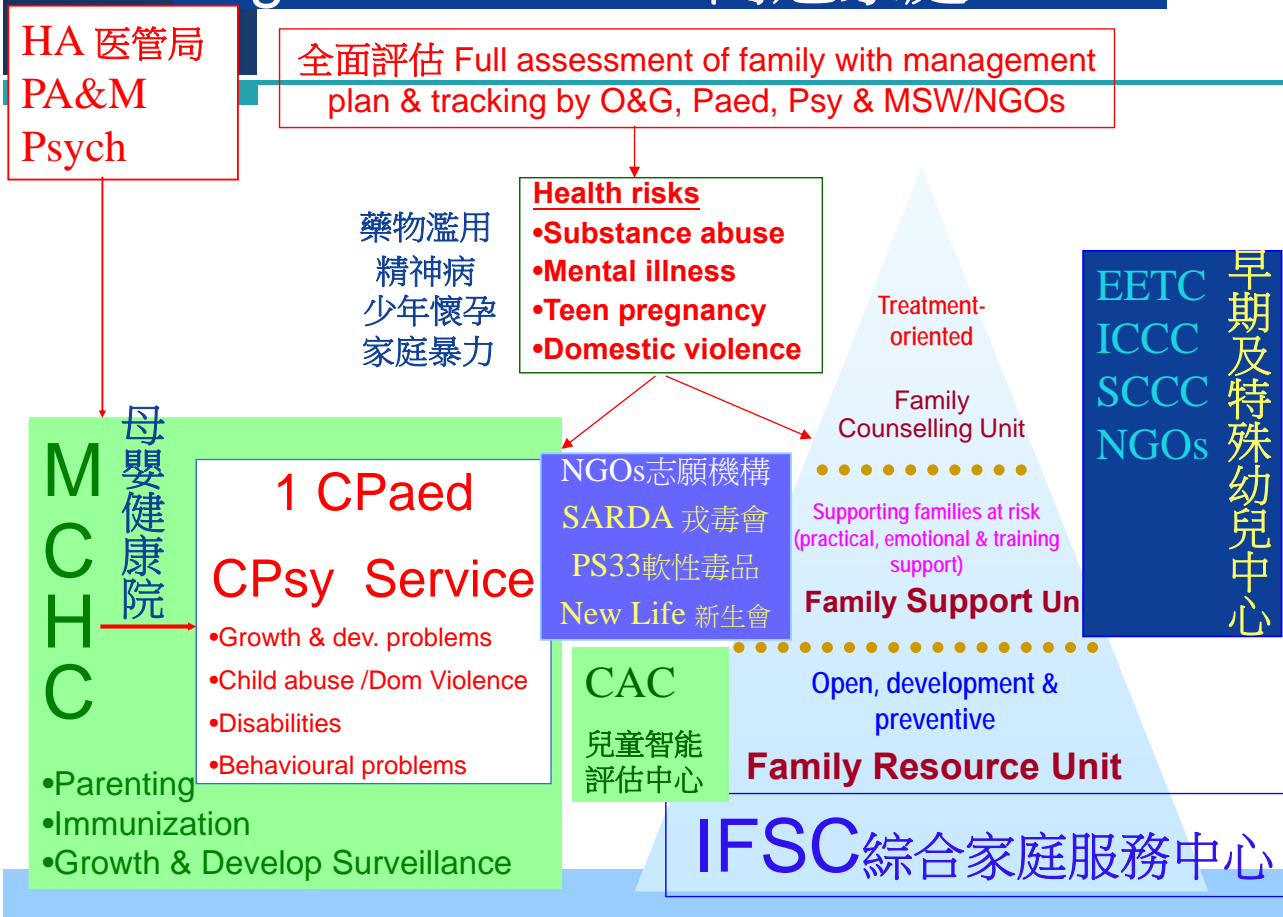 HA 医管局
PA&M
Psych
全面評估 Full assessment of family with management
plan & tracking by O&G, Paed, Psy & MSW/NGOs
藥物濫用
精神病
少年懷孕
家庭暴力
Health risks
•Substance abuse
•Mental illness
•Teen pregnancy
•Domestic violence
MCHC
母嬰健康院
1 CPaed
CPsy Service
•Growth & dev. problems
•Child abuse /Dom Violence
•Disabilities
•Behavioural problems
•Parenting
•Immunization
•Growth & Develop Surveillance
NGOs志願機構
SARDA 戎毒會
PS33軟性毒品
New Life 新生會
CAC
兒童智能
評估中心
Treatment-
oriented
Family
Counselling Unit
Supporting families at risk
(practical, emotional & training
support)
Family Support Un
Open, development &
preventive
Family Resource Unit
IFSC綜合家庭服務中心
EETC
ICCC
SCCC
NGOs
早期及特殊幼兒中心